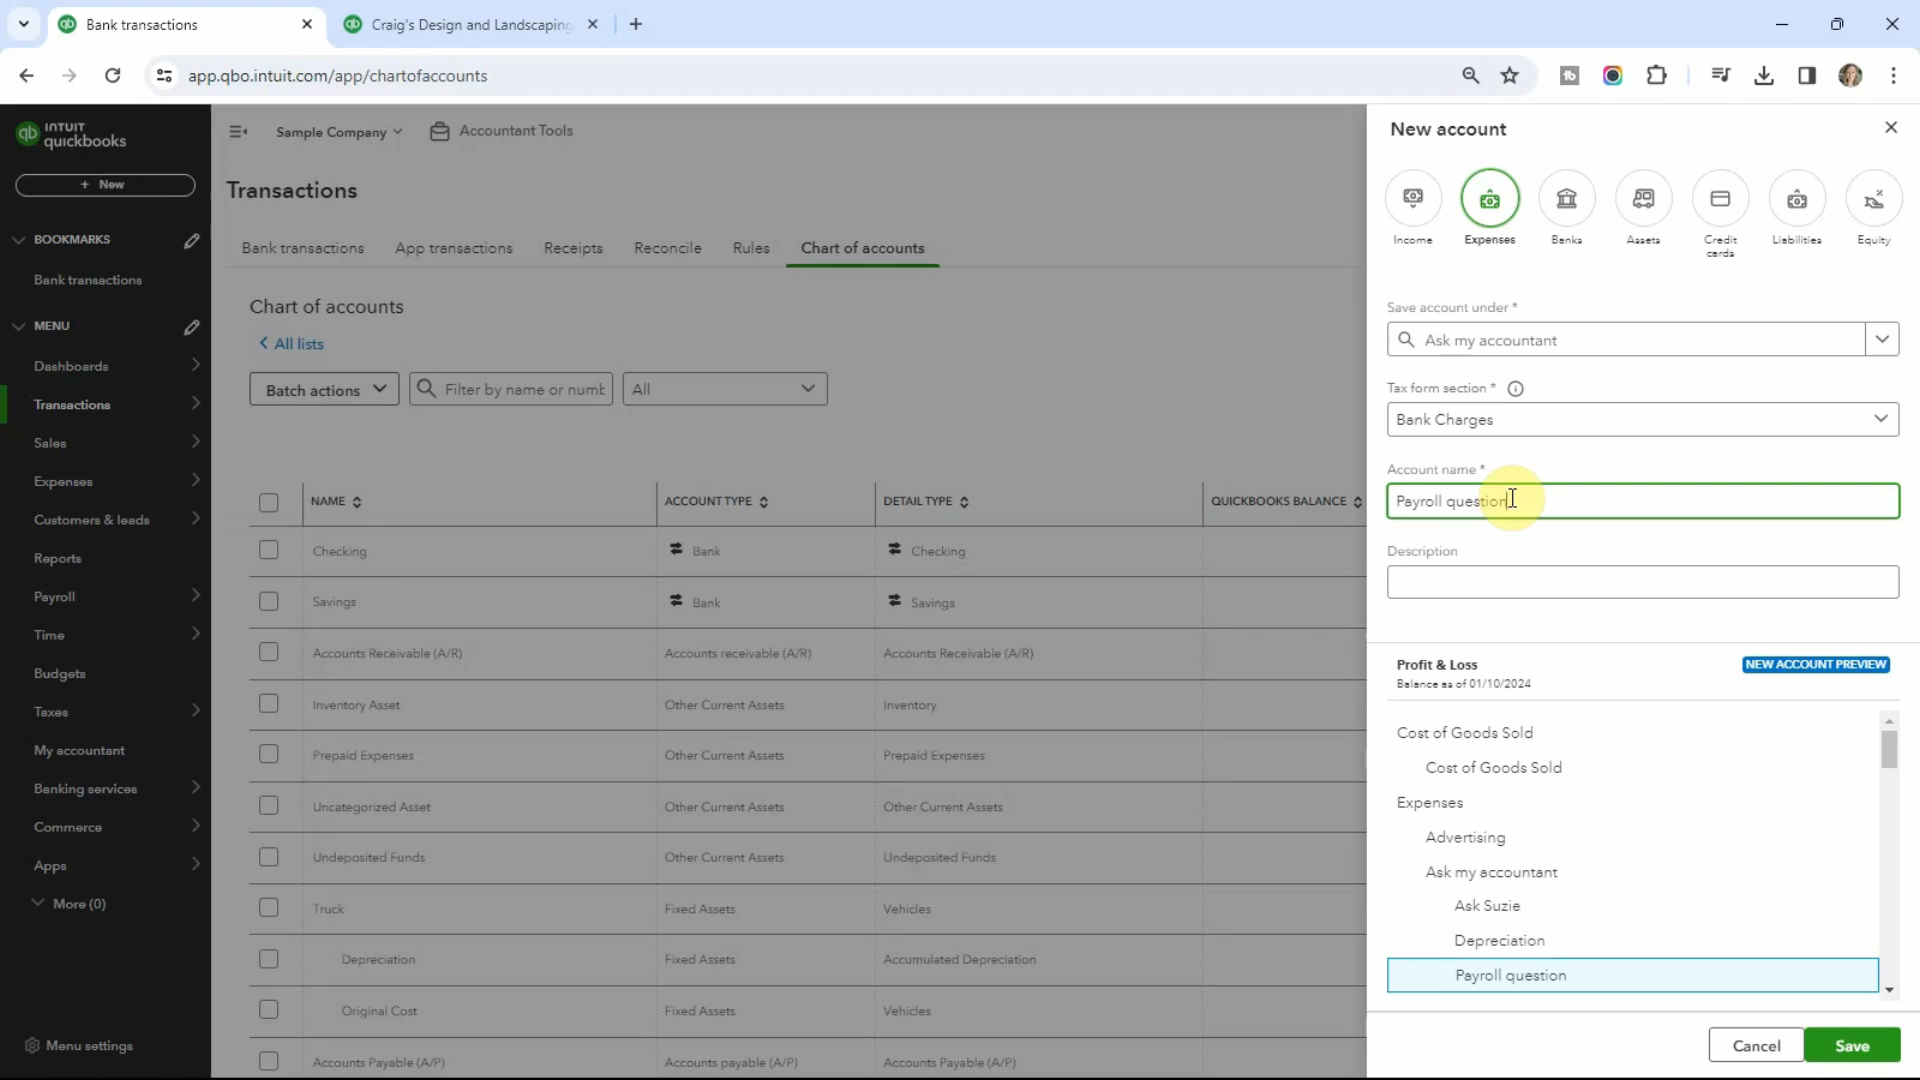 Bank transactions
Craig's Design and Landscaping
app.qbo.intuit.com/app/chartofaccounts
INTUIT
quickbooks
+ New
BOOKMARKS
Bank transactions
MENU
Dashboards
Transactions
Sales
Expenses
Customers & leads
Reports
Payroll
Time
Budgets
Taxes
My accountant
Banking services
Commerce
Apps
More (0)
Menu settings
Sample Company
Accountant Tools
Transactions
Bank transactions App transactions Receipts Reconcile Rules Chart of accounts
Chart of accounts
All lists
Batch actions
Filter by name or numb
All
NAME ACCOUNT TYPE DETAIL TYPE QUICKBOOKS BALANCE
Checking Bank Checking
Savings Bank Savings
Accounts Receivable (A/R) Accounts receivable (A/R) Accounts Receivable (A/R)
Inventory Asset Other Current Assets Inventory
Prepaid Expenses Other Current Assets Prepaid Expenses
Uncategorized Asset Other Current Assets Other Current Assets
Undeposited Funds Other Current Assets Undeposited Funds
Truck Fixed Assets Vehicles
Depreciation Fixed Assets Accumulated Depreciation
Original Cost Fixed Assets Vehicles
Accounts Payable (A/P) Accounts payable (A/P) Accounts Payable (A/P)
New account
Income Expenses Banks Assets Credit cards Liabilities Equity
Save account under *
Ask my accountant
Tax form section *
Bank Charges
Account name *
Payroll question
Description
Profit & Loss
NEW ACCOUNT PREVIEW
Balance as of 01/10/2024
Cost of Goods Sold
Cost of Goods Sold
Expenses
Advertising
Ask my accountant
Ask Suzie
Depreciation
Payroll question
Cancel
Save